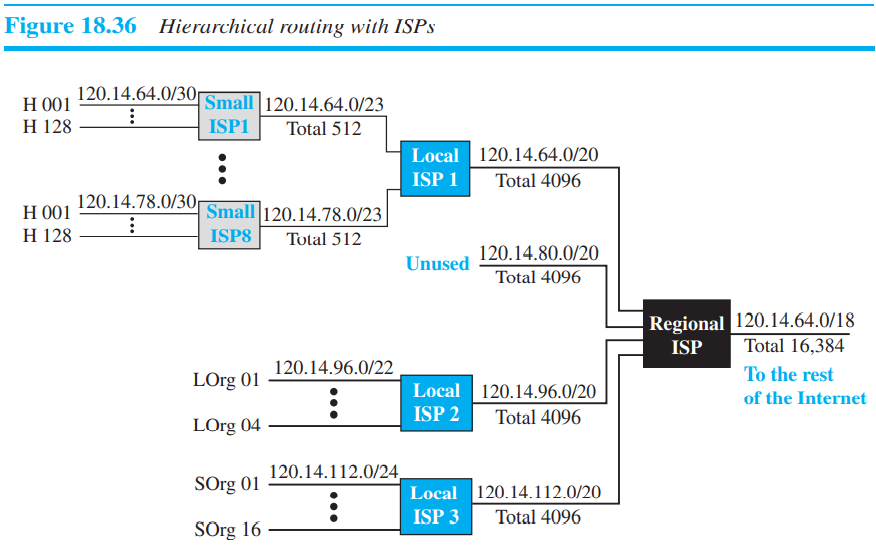 Figure 18.36 Hierarchical routing with ISPs
H 001 120.14.64.0/30 Small 120.14.64.0/23
H 128 ISP1 Total 512
Local 120.14.64.0/20
ISP 1 Total 4096
H 001 120.14.78.0/30 Small 120.14.78.0/23
H 128 ISP8 Total 512
Unused 120.14.80.0/20
Total 4096
Regional 120.14.64.0/18
ISP Total 16,384
To the rest
of the Internet
LOrg 01 120.14.96.0/22
Local 120.14.96.0/20
LOrg 04 ISP 2 Total 4096
SOrg 01 120.14.112.0/24
Local 120.14.112.0/20
SOrg 16 ISP 3 Total 4096